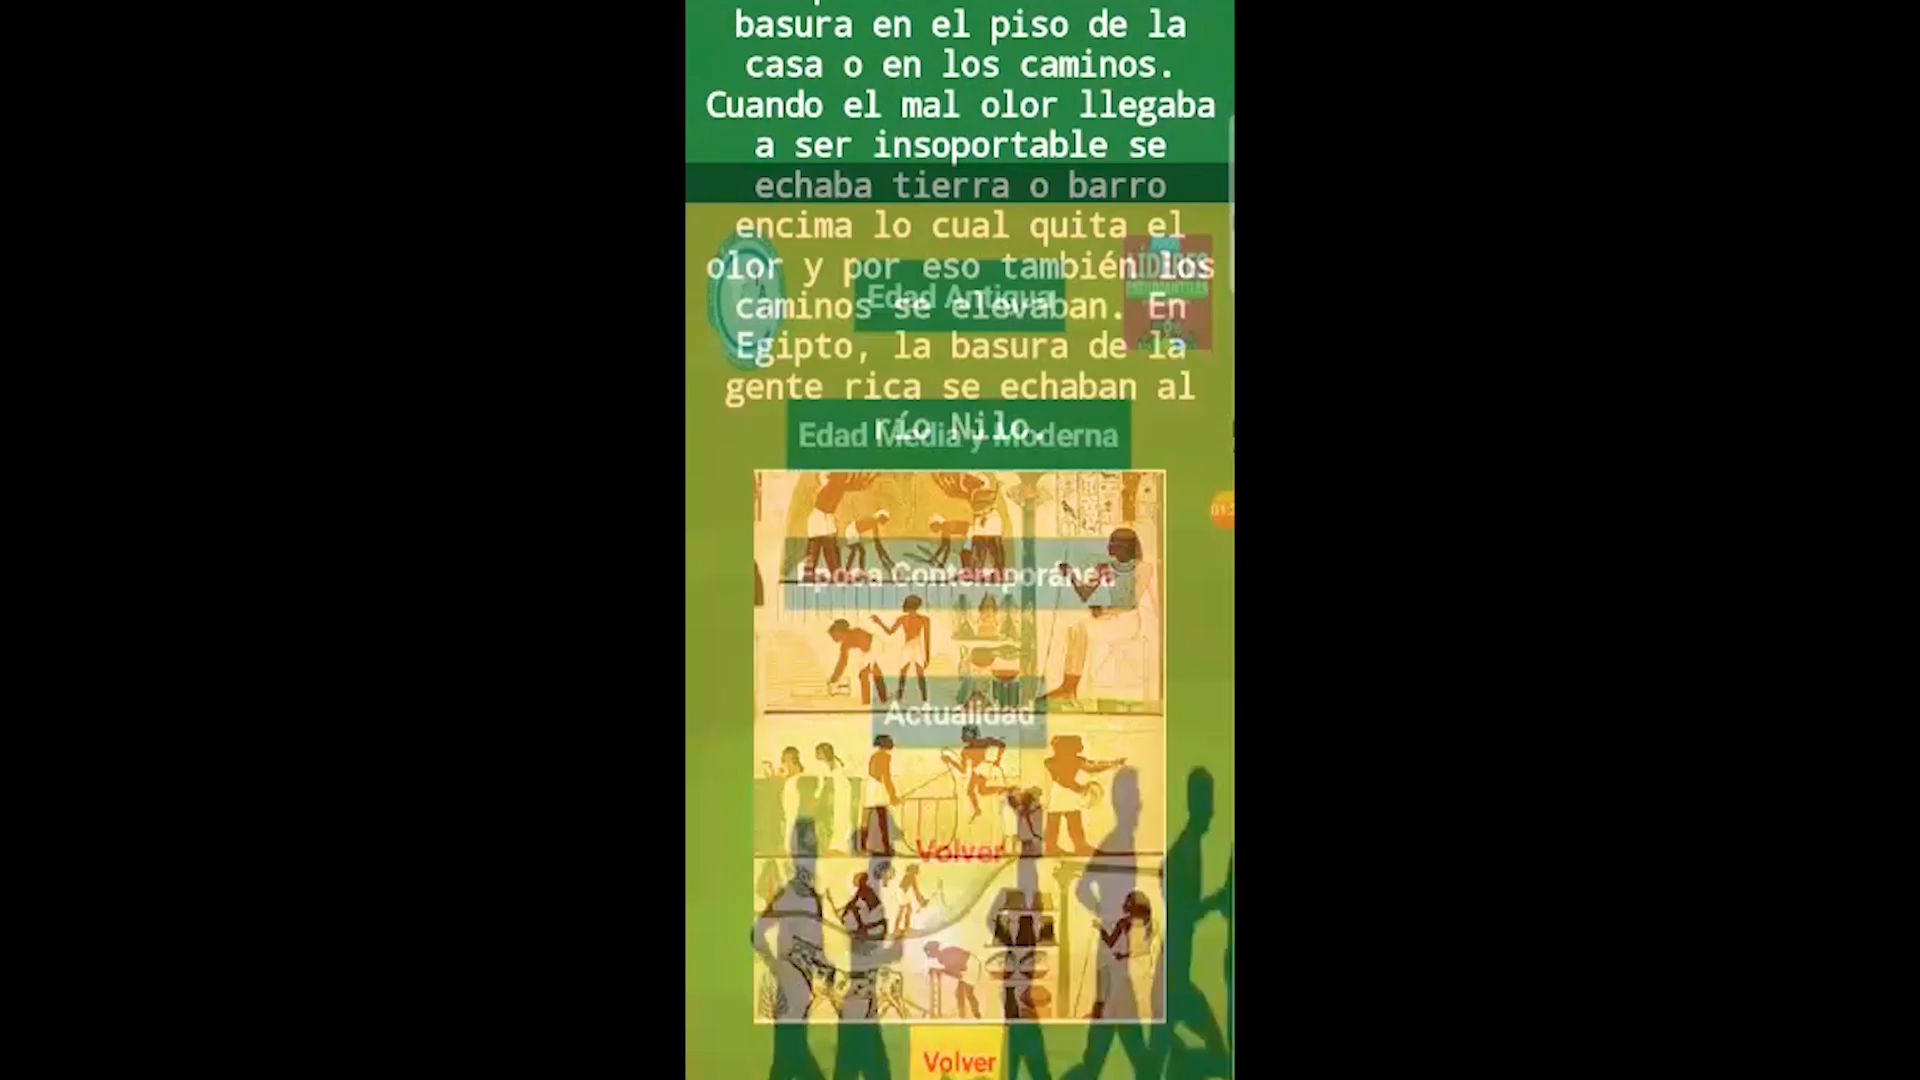 basura en el piso de la
casa o en los caminos.
Cuando el mal olor llegaba
a ser insoportable se
echaba tierra o barro
encima lo cual quita el
olor y por eso también los
caminos se elevaban. En
Egipto, la basura de la
gente rica se echaban al
río Nilo.
LÍDERES
ESTUDIANTILES
Edad Antigua
Edad Media y Moderna
Época Contemporánea
Actualidad
Volver
Volver